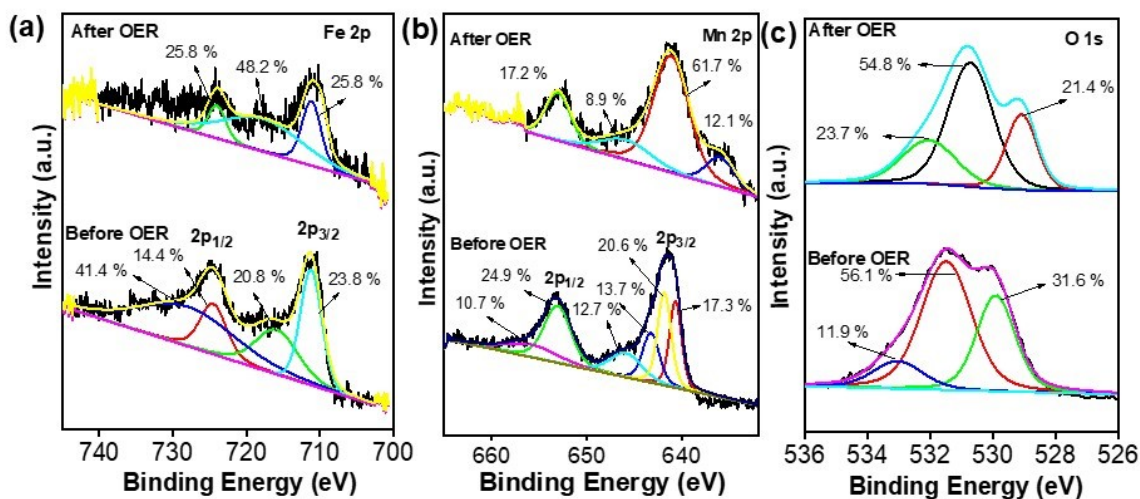 (a)
After OER
Fe 2p
25.8 %
48.2 %
25.8 %
Before OER
2p1/2
2p3/2
14.4 %
41.4 %
20.8 %
23.8 %
Intensity (a.u.)
740 730 720 710 700
Binding Energy (eV)
(b)
Mn 2p
After OER
17.2 %
8.9 %
61.7 %
12.1 %
Before OER
20.6 %
2p3/2
24.9 %
2p1/2
13.7 %
10.7 %
12.7 %
17.3 %
Intensity (a.u.)
660 640
Binding Energy (eV)
(c)
After OER
O 1s
54.8 %
21.4 %
23.7 %
Before OER
56.1 %
31.6 %
11.9 %
Intensity (a.u.)
536 534 532 530 528 526
Binding Energy (eV)